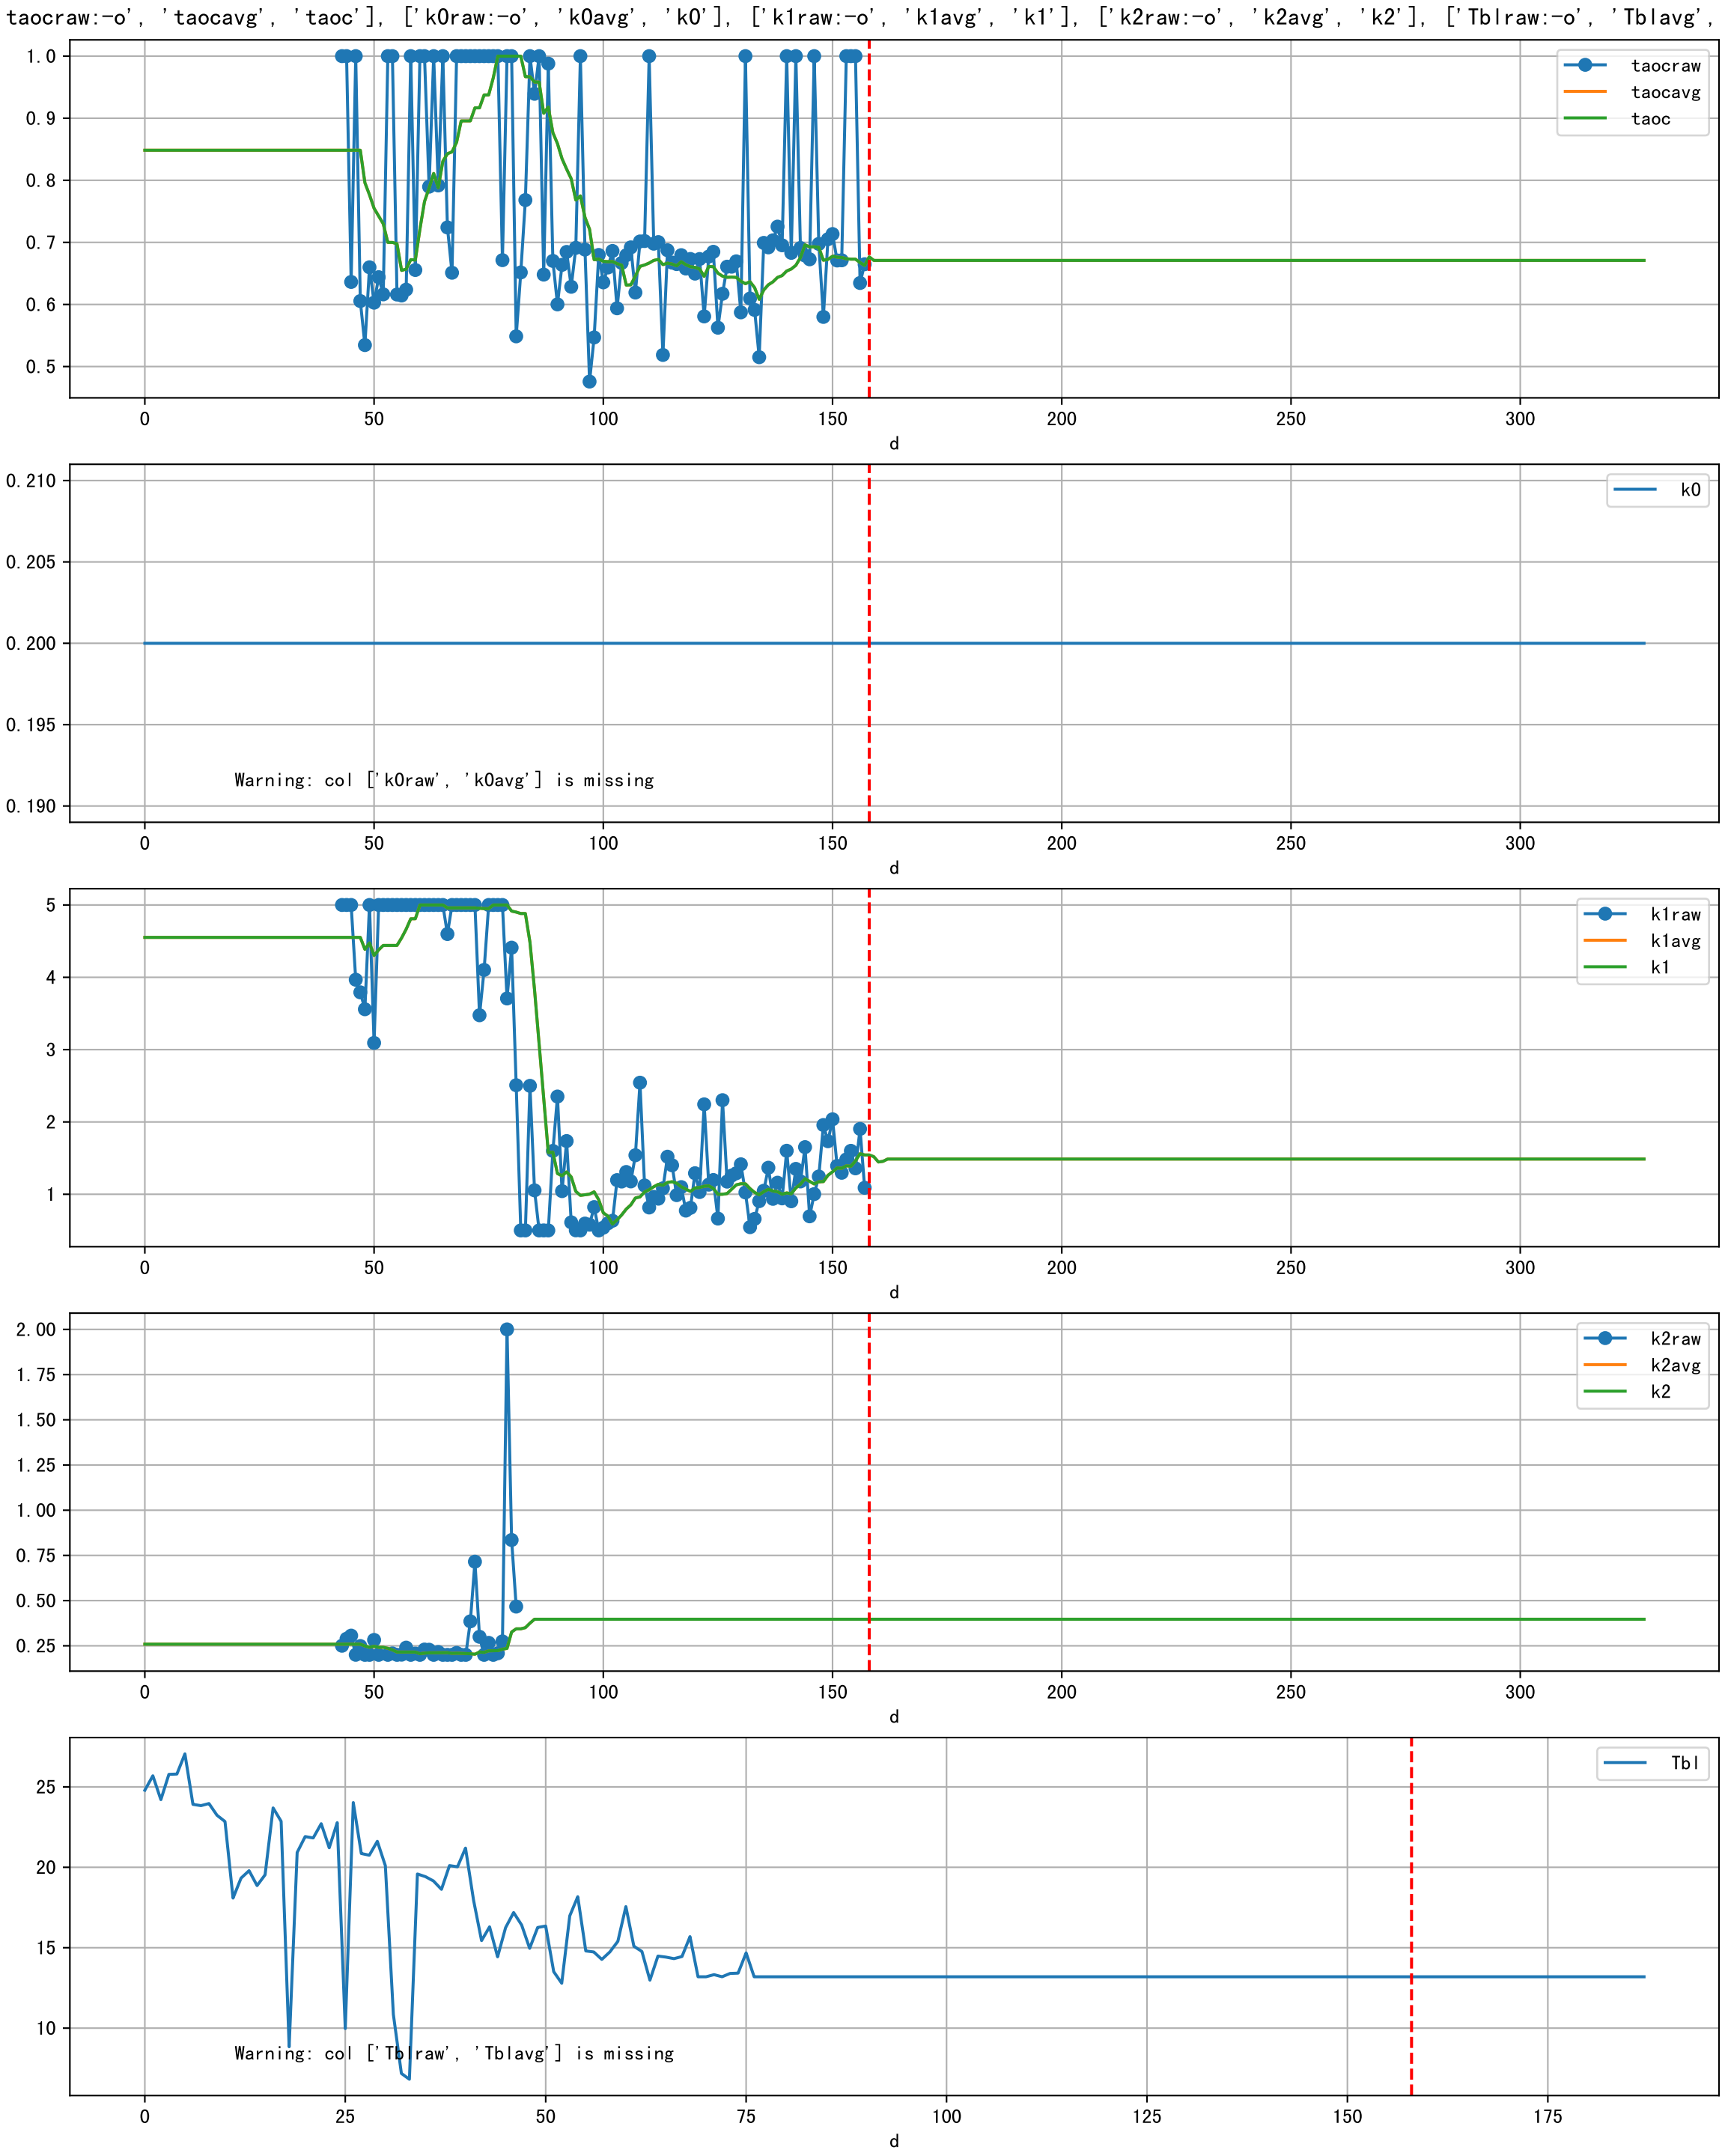 taocraw:-o', 'taocavg', 'taoc'], ['k0raw:-o', 'k0avg', 'k0'], ['k1raw:-o', 'k1avg', 'k1'], ['k2raw:-o', 'k2avg', 'k2'], ['Tblraw:-o', 'Tblavg',
1.0
0.9
0.8
0.7
0.6
0.5
taocraw
taocavg
taoc
0 50 100 150 200 250 300
d
0.210
0.205
0.200
0.195
0.190
k0
Warning: col ['k0raw', 'k0avg'] is missing
0 50 100 150 200 250 300
d
5
4
3
2
1
k1raw
k1avg
k1
0 50 100 150 200 250 300
d
2.00
1.75
1.50
1.25
1.00
0.75
0.50
0.25
k2raw
k2avg
k2
0 50 100 150 200 250 300
d
25
20
15
10
Tbl
Warning: col ['Tblraw', 'Tblavg'] is missing
0 25 50 75 100 125 150 175
d